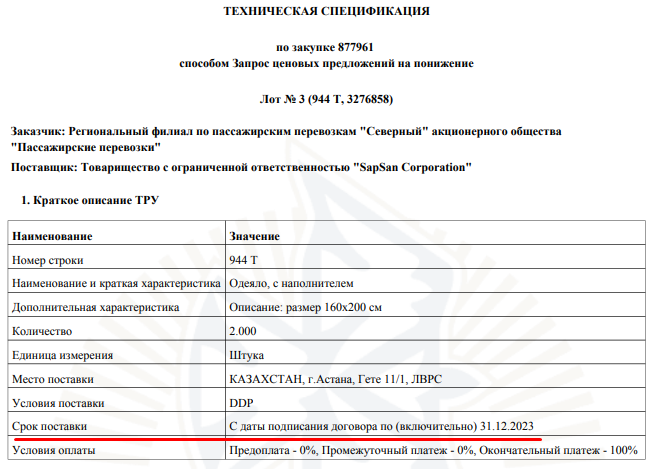 ТЕХНИЧЕСКАЯ СПЕЦИФИКАЦИЯ
по закупке 877961
способом Запрос ценовых предложений на понижение
Лот № 3 (944 Т, 3276858)
Заказчик: Региональный филиал по пассажирским перевозкам "Северный" акционерного общества
"Пассажирские перевозки"
Поставщик: Товарищество с ограниченной ответственностью "SapSan Corporation"
1. Краткое описание ТРУ
Наименование Значение
Номер строки 944 Т
Наименование и краткая характеристика Одеяло, с наполнителем
Дополнительная характеристика Описание: размер 160х200 см
Количество 2.000
Единица измерения Штука
Место поставки КАЗАХСТАН, г.Астана, Гете 11/1, ЛВРС
Условия поставки DDP
Срок поставки С даты подписания договора по (включительно) 31.12.2023
Условия оплаты Предоплата - 0%, Промежуточный платеж - 0%, Окончательный платеж - 100%